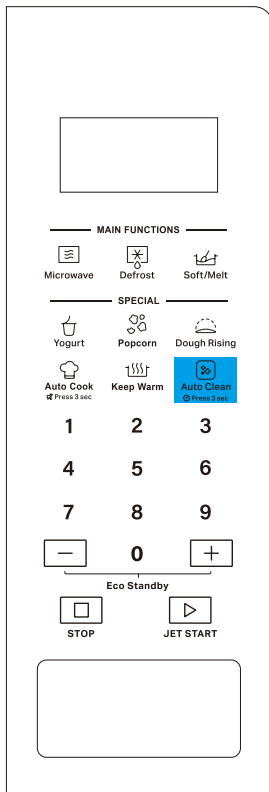 MAIN FUNCTIONS
Microwave Defrost Soft/Melt
SPECIAL
Yogurt Popcorn Dough Rising
Auto Cook Keep Warm Auto Clean
Press 3 sec Press 3 sec
1 2 3
4 5 6
7 8 9
− 0 +
Eco Standby
STOP JET START